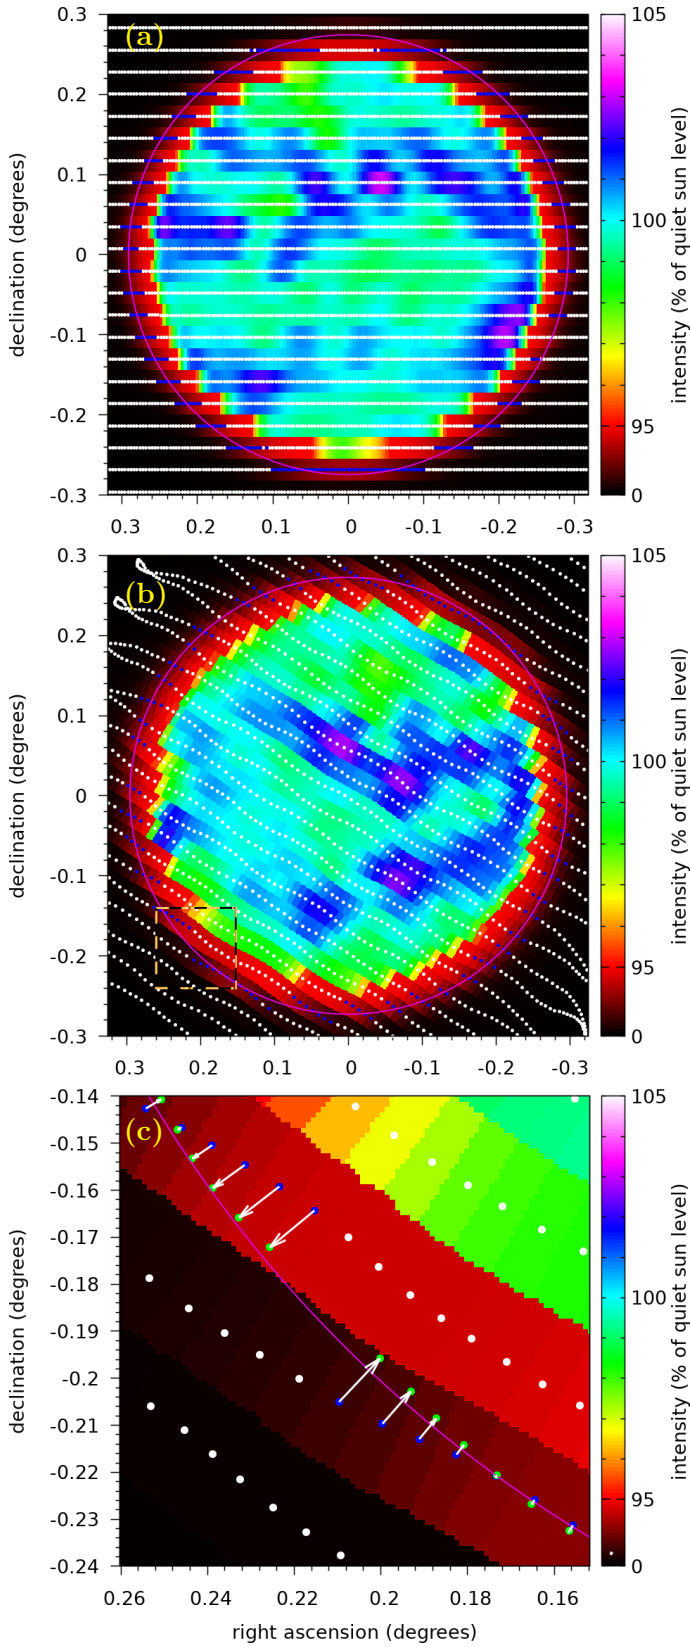 (a)
declination (degrees)
0.3
0.2
0.1
0
-0.1
-0.2
-0.3
0.3 0.2 0.1 0 -0.1 -0.2 -0.3
105
100
95
0
intensity (% of quiet sun level)
(b)
declination (degrees)
0.3
0.2
0.1
0
-0.1
-0.2
-0.3
0.3 0.2 0.1 0 -0.1 -0.2 -0.3
105
100
95
0
intensity (% of quiet sun level)
(c)
declination (degrees)
-0.14
-0.15
-0.16
-0.17
-0.18
-0.19
-0.2
-0.21
-0.22
-0.23
-0.24
0.26 0.24 0.22 0.2 0.18 0.16
right ascension (degrees)
105
100
95
0
intensity (% of quiet sun level)